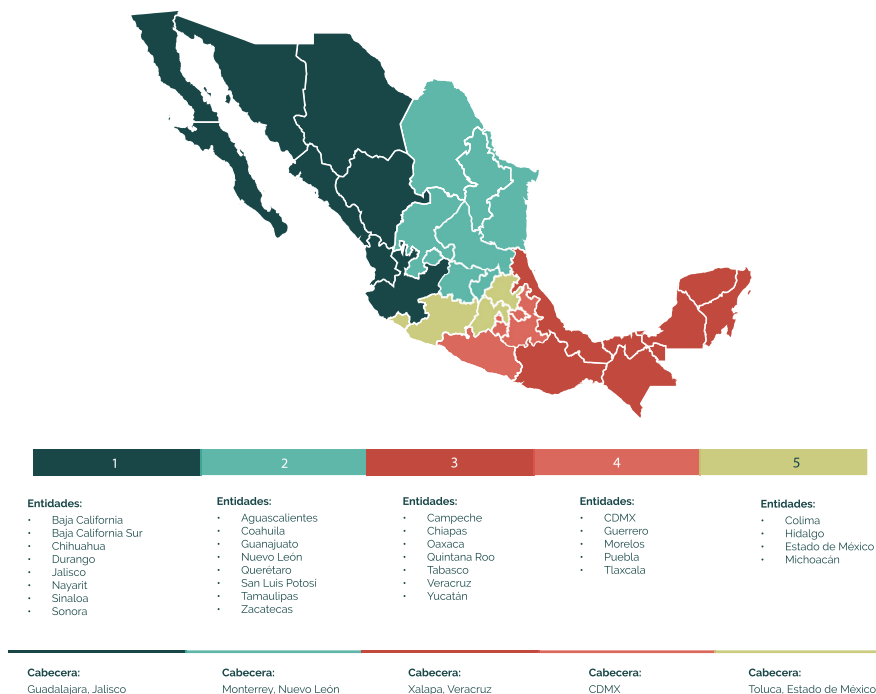 1
2
3
4
5
Entidades:
• Baja California
• Baja California Sur
• Chihuahua
• Durango
• Jalisco
• Nayarit
• Sinaloa
• Sonora
Entidades:
• Aguascalientes
• Coahuila
• Guanajuato
• Nuevo León
• Querétaro
• San Luis Potosi
• Tamaulipas
• Zacatecas
Entidades:
• Campeche
• Chiapas
• Oaxaca
• Quintana Roo
• Tabasco
• Veracruz
• Yucatán
Entidades:
• CDMX
• Guerrero
• Morelos
• Puebla
• Tlaxcala
Entidades:
• Colima
• Hidalgo
• Estado de México
• Michoacán
Cabecera:
Guadalajara, Jalisco
Cabecera:
Monterrey, Nuevo León
Cabecera:
Xalapa, Veracruz
Cabecera:
CDMX
Cabecera:
Toluca, Estado de México